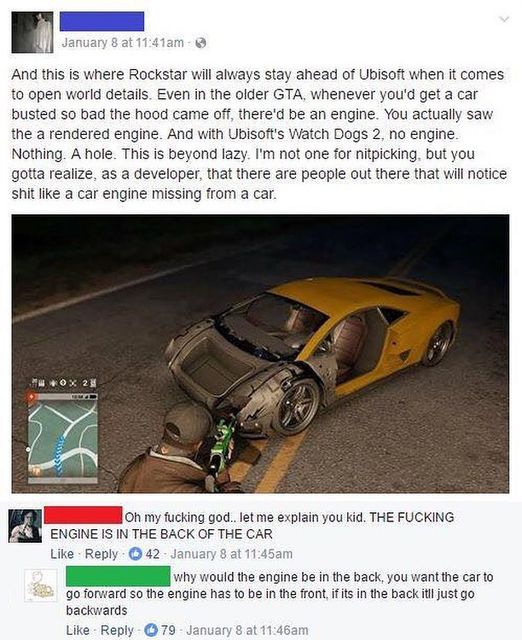 January 8 at 11:41am ·
And this is where Rockstar will always stay ahead of Ubisoft when it comes
to open world details. Even in the older GTA, whenever you'd get a car
busted so bad the hood came off, there'd be an engine. You actually saw
the a rendered engine. And with Ubisoft's Watch Dogs 2, no engine.
Nothing. A hole. This is beyond lazy. I'm not one for nitpicking, but you
gotta realize, as a developer, that there are people out there that will notice
shit like a car engine missing from a car.
Oh my fucking god.. let me explain you kid. THE FUCKING
ENGINE IS IN THE BACK OF THE CAR
Like · Reply · 42 · January 8 at 11:45am
why would the engine be in the back, you want the car to
go forward so the engine has to be in the front, if its in the back itll just go
backwards
Like · Reply · 79 · January 8 at 11:46am